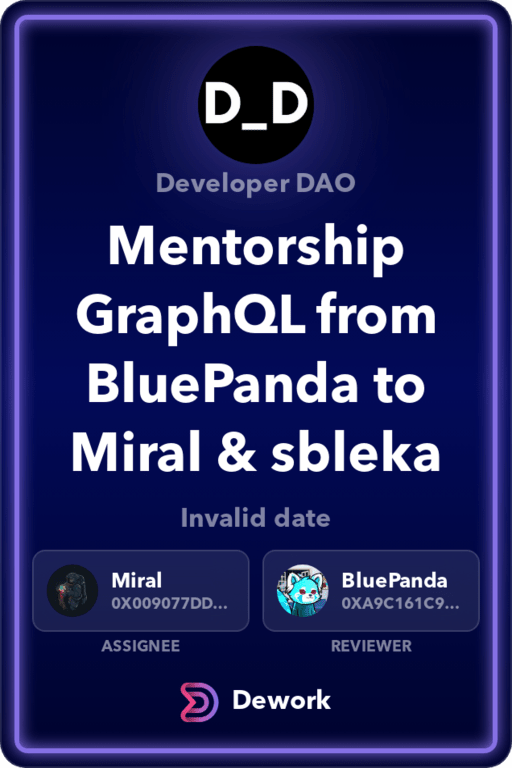 D_D
Developer DAO
Mentorship
GraphQL from
BluePanda to
Miral & sbleka
Invalid date
Miral
0X009077DD...
BluePanda
0XA9C161C9...
ASSIGNEE
REVIEWER
Dework